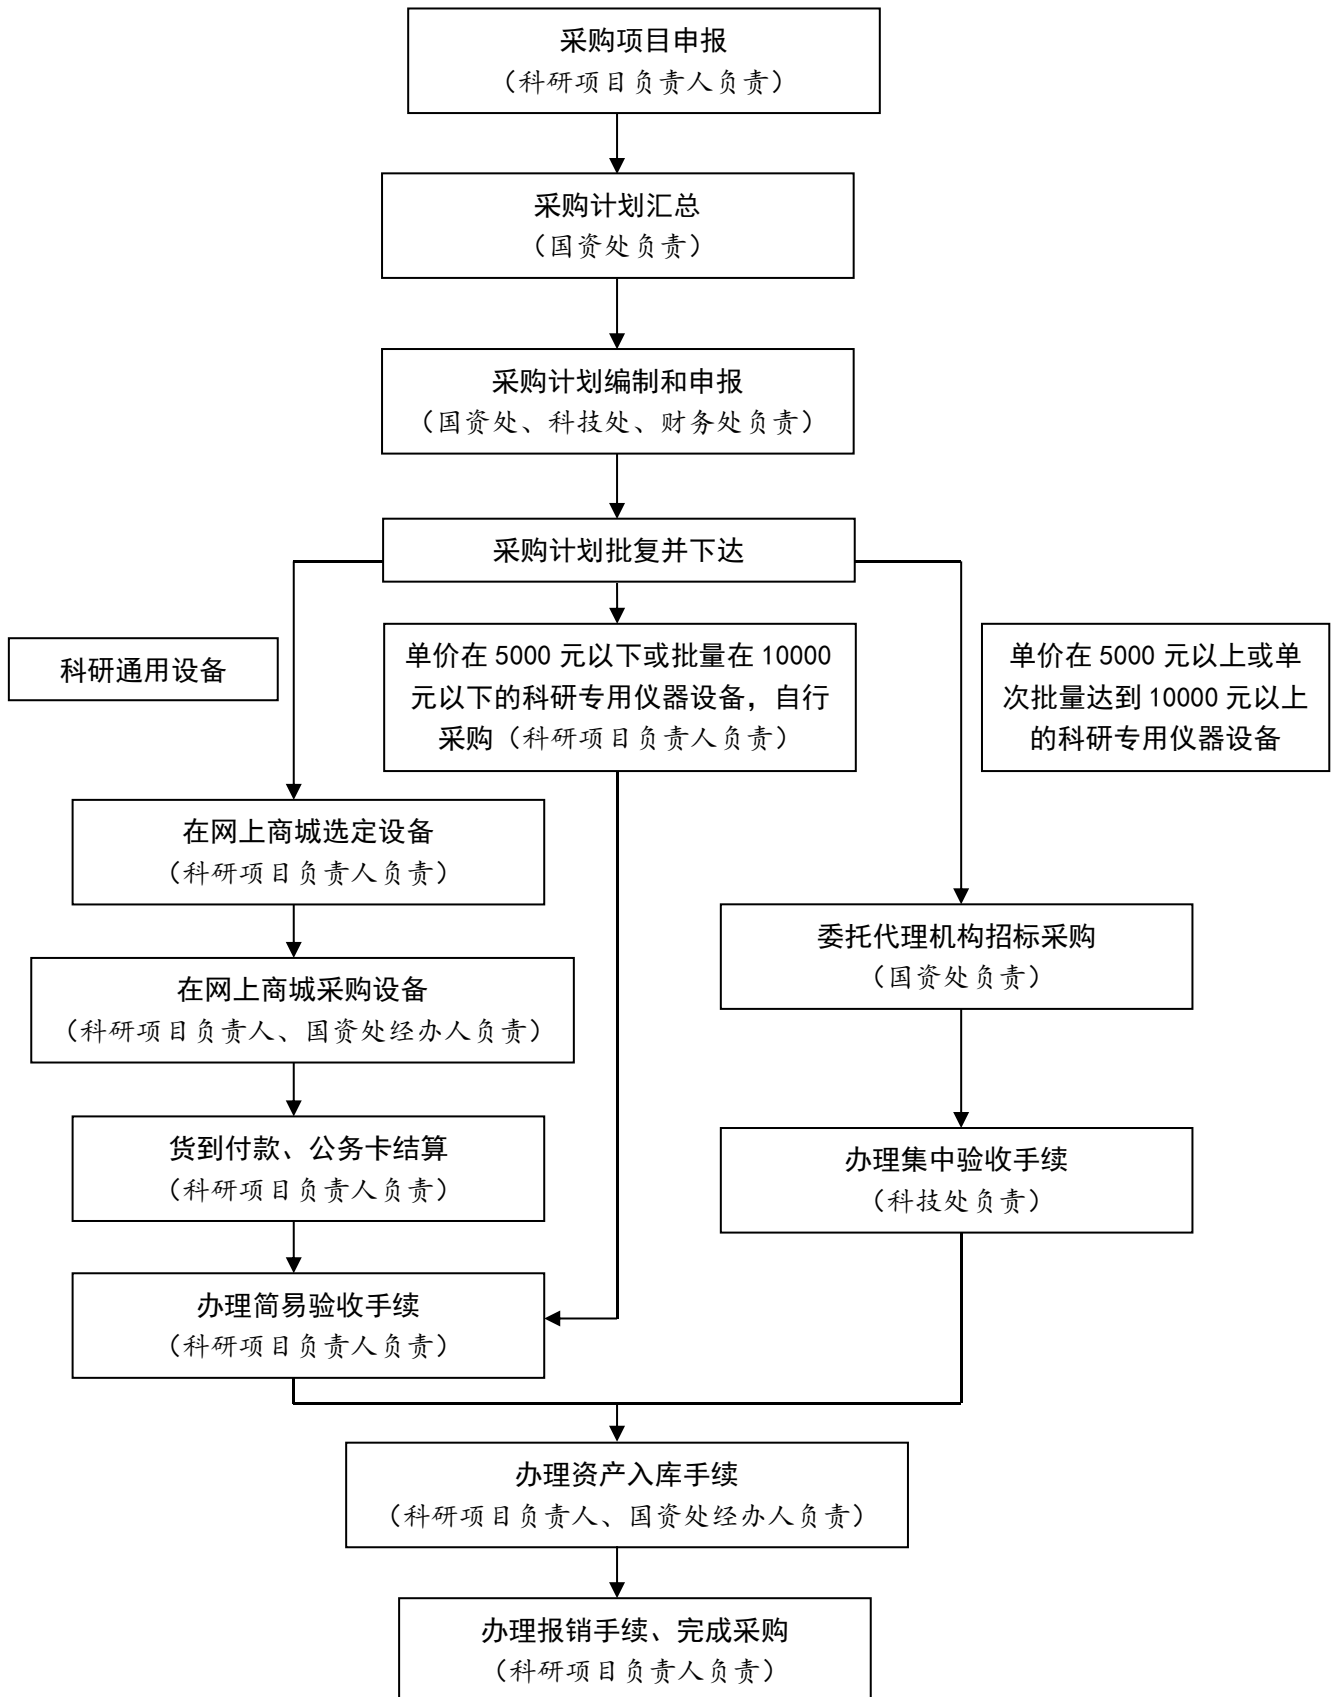 采购项目申报
（科研项目负责人负责）
采购计划汇总
（国资处负责）
采购计划编制和申报
（国资处、科技处、财务处负责）
采购计划批复并下达
科研通用设备
单价在 5000 元以下或批量在 10000
元以下的科研专用仪器设备，自行
采购（科研项目负责人负责）
单价在 5000 元以上或单
次批量达到 10000 元以上
的科研专用仪器设备
在网上商城选定设备
（科研项目负责人负责）
在网上商城采购设备
（科研项目负责人、国资处经办人负责）
货到付款、公务卡结算
（科研项目负责人负责）
办理简易验收手续
（科研项目负责人负责）
委托代理机构招标采购
（国资处负责）
办理集中验收手续
（科技处负责）
办理资产入库手续
（科研项目负责人、国资处经办人负责）
办理报销手续、完成采购
（科研项目负责人负责）